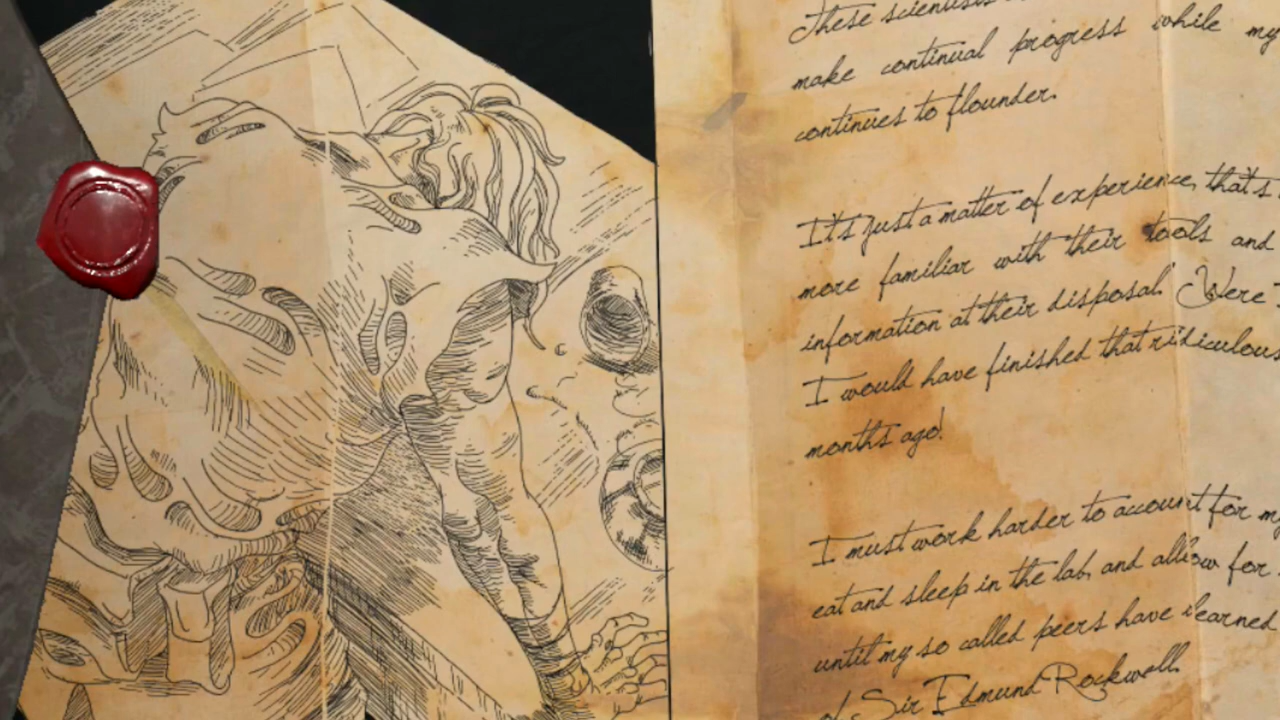 These scientists
make continual progress while my
continues to flounder.
It's just a matter of experience, that's
more familiar with their tools and
information at their disposal. Were
I would have finished that ridiculous
months ago!
I must work harder to account for
eat and sleep in the lab, and allow for
until my so called peers have learned
of Sir Edmund Rockwell.